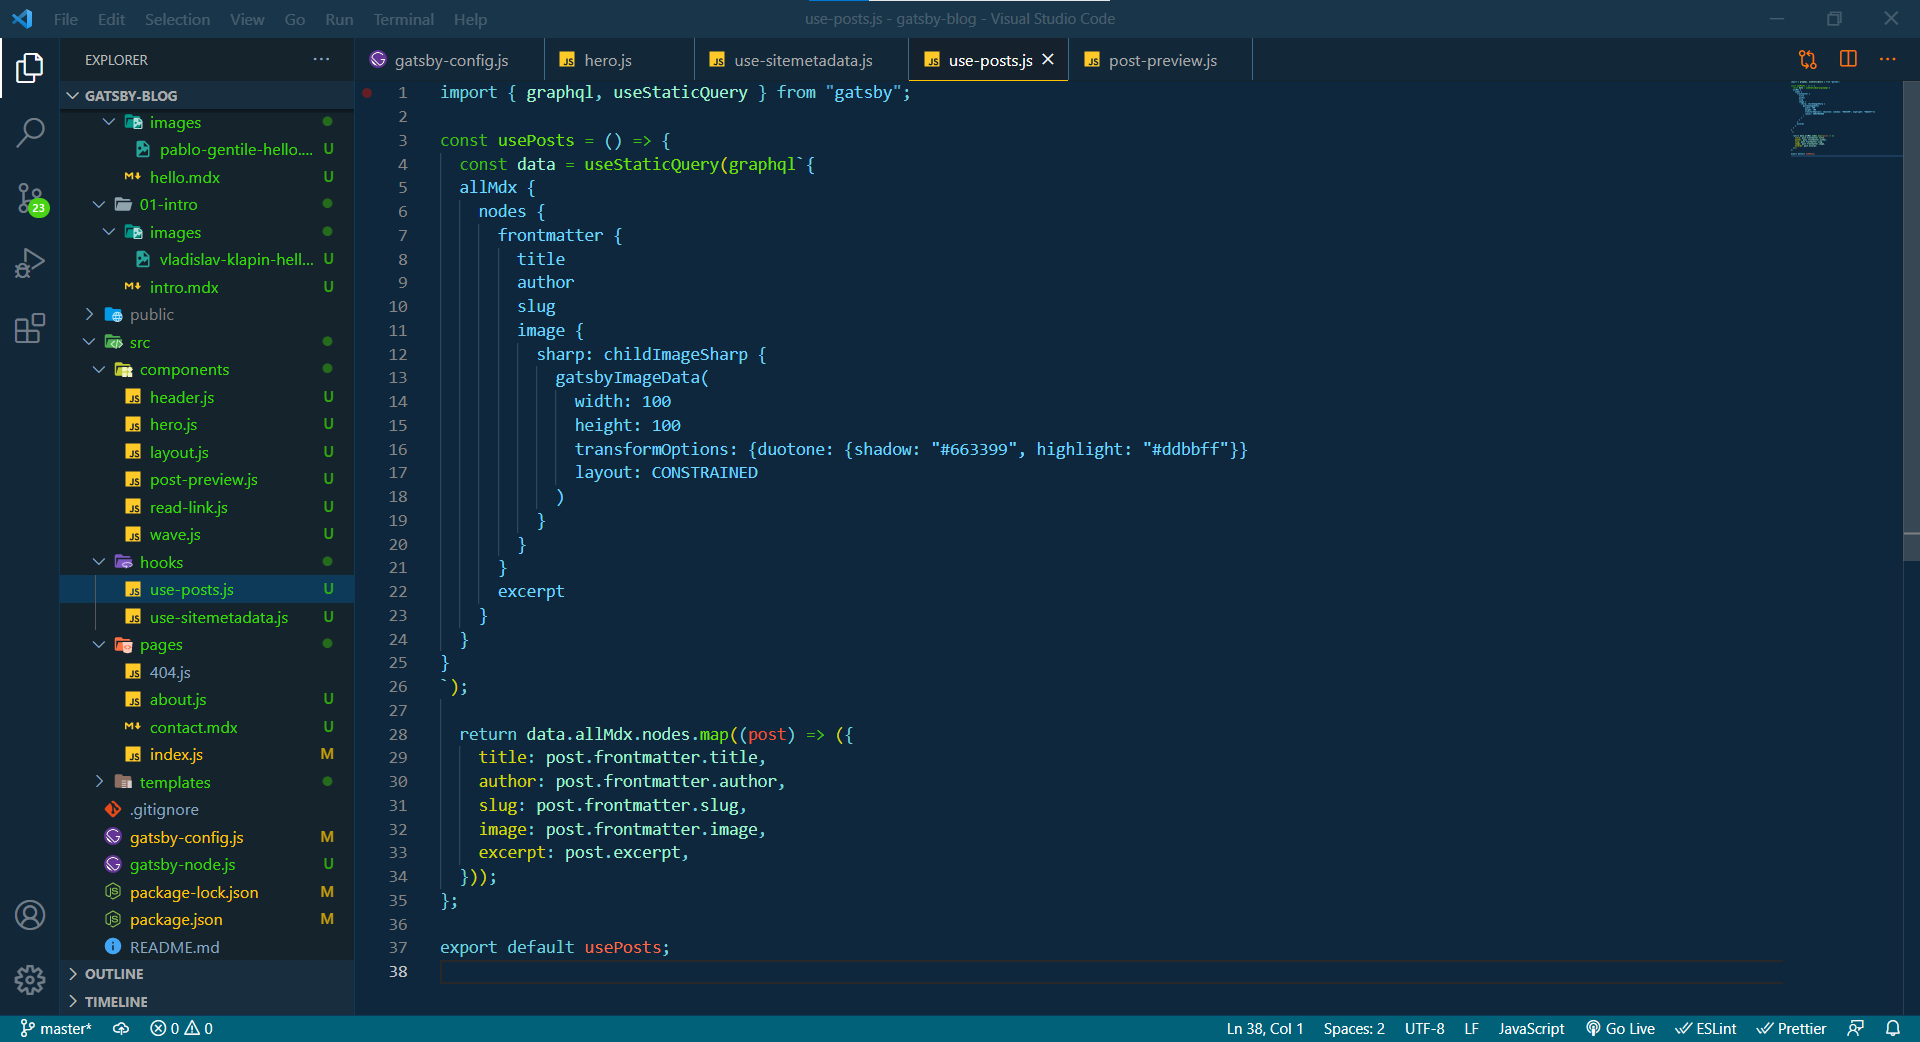 File Edit Selection View Go Run Terminal Help
use-posts.js - gatsby-blog - Visual Studio Code
EXPLORER
gatsby-config.js
hero.js
use-sitemetadata.js
use-posts.js
post-preview.js
GATSBY-BLOG
images
pablo-gentile-hello.... U
hello.mdx U
01-intro
images
vladislav-klapin-hell... U
intro.mdx U
public
src
components
header.js U
hero.js U
layout.js U
post-preview.js U
read-link.js U
wave.js U
hooks
use-posts.js U
use-sitemetadata.js U
pages
404.js
about.js U
contact.mdx U
index.js M
templates
.gitignore
gatsby-config.js M
gatsby-node.js U
package-lock.json M
package.json M
README.md
OUTLINE
TIMELINE
23
1 import { graphql, useStaticQuery } from "gatsby";
2
3 const usePosts = () => {
4 const data = useStaticQuery(graphql`{
5 allMdx {
6 nodes {
7 frontmatter {
8 title
9 author
10 slug
11 image {
12 sharp: childImageSharp {
13 gatsbyImageData(
14 width: 100
15 height: 100
16 transformOptions: {duotone: {shadow: "#663399", highlight: "#ddbbff"}}
17 layout: CONSTRAINED
18 )
19 }
20 }
21 }
22 excerpt
23 }
24 }
25 }
26 `);
27
28 return data.allMdx.nodes.map((post) => ({
29 title: post.frontmatter.title,
30 author: post.frontmatter.author,
31 slug: post.frontmatter.slug,
32 image: post.frontmatter.image,
33 excerpt: post.excerpt,
34 }));
35 };
36
37 export default usePosts;
38
master* 0 0
Ln 38, Col 1 Spaces: 2 UTF-8 LF JavaScript Go Live ESLint Prettier